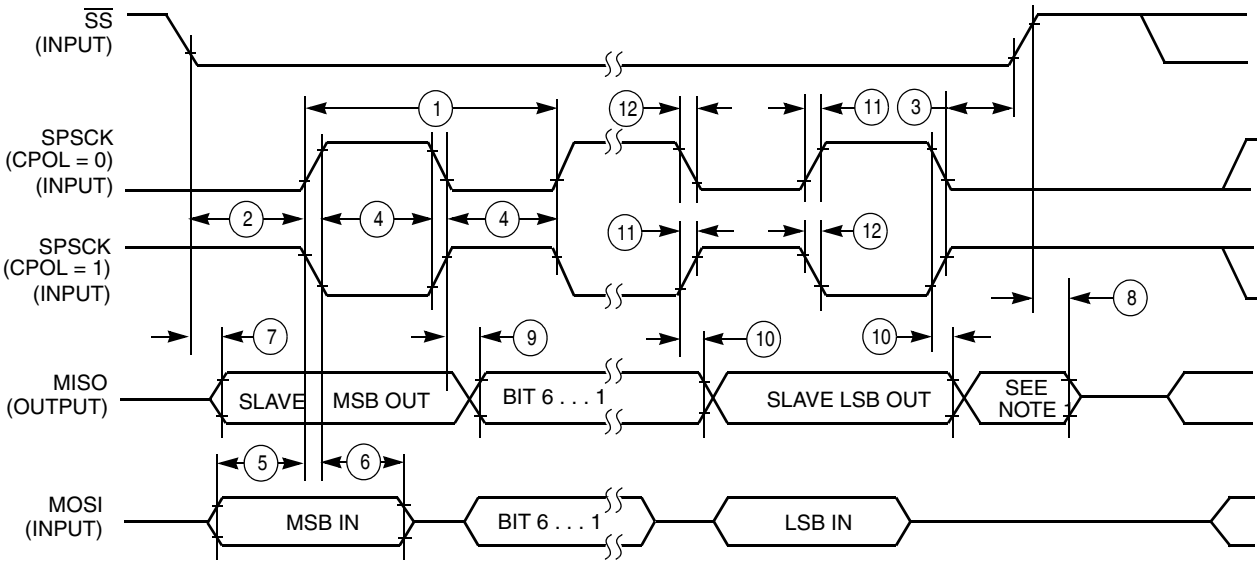 SS
(INPUT)
1
12
11
3
SPSCK
(CPOL = 0)
(INPUT)
2
4
4
11
12
SPSCK
(CPOL = 1)
(INPUT)
8
7
9
10
10
MISO
(OUTPUT)
SLAVE
MSB OUT
BIT 6 . . . 1
SLAVE LSB OUT
SEE
NOTE
5
6
MOSI
(INPUT)
MSB IN
BIT 6 . . . 1
LSB IN